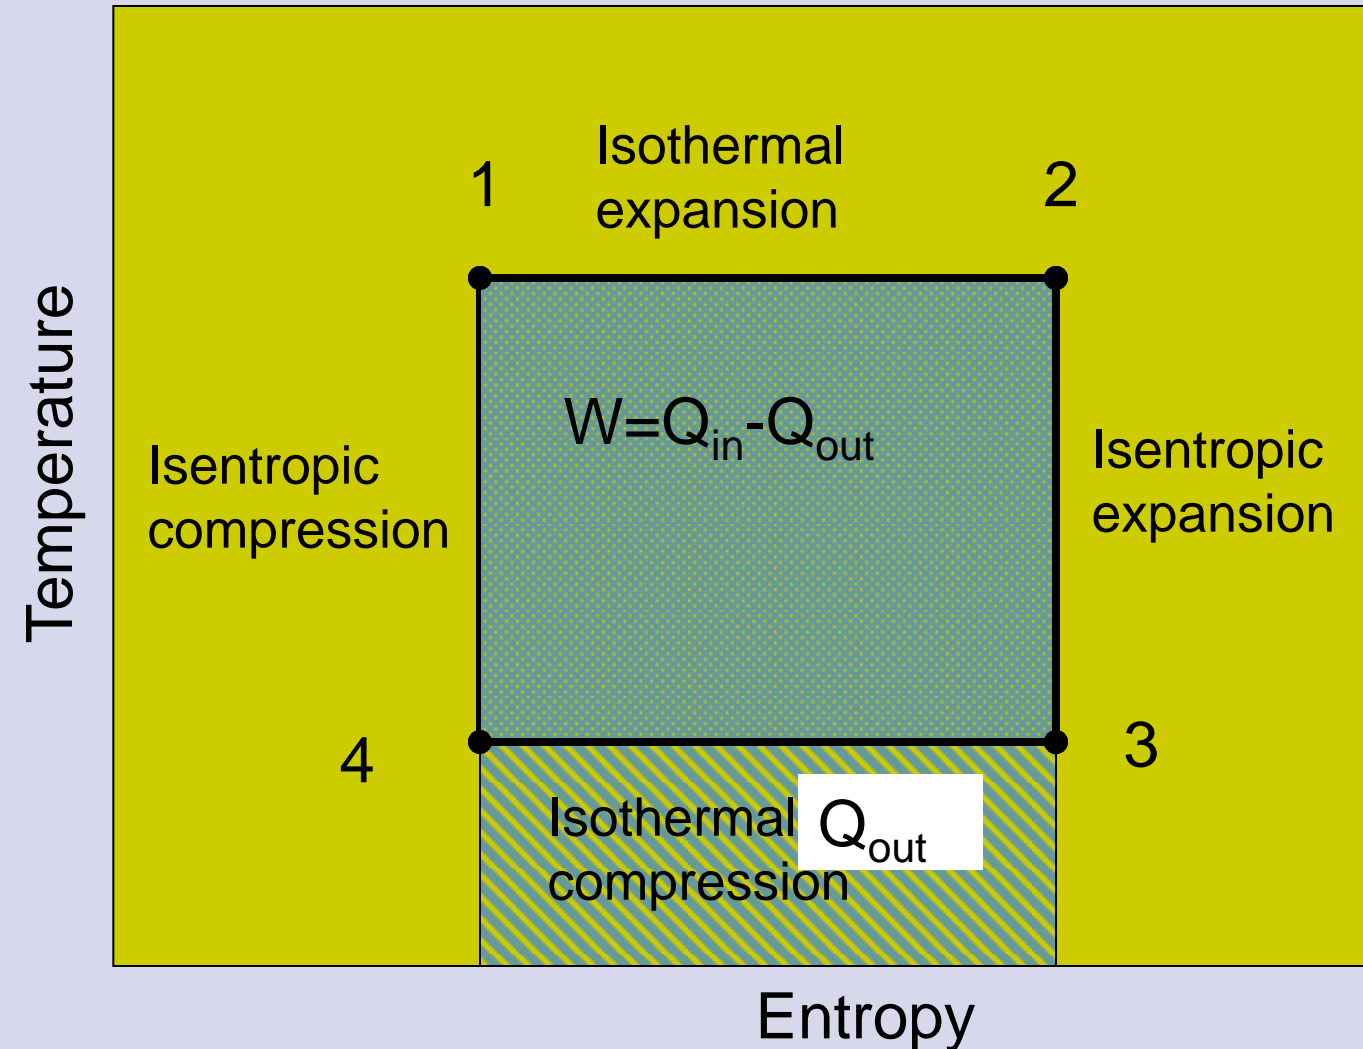 Isothermal
expansion
1
2
Temperature
W=Qin-Qout
Isentropic
compression
Isentropic
expansion
4
3
Isothermal
compression
Qout
Entropy